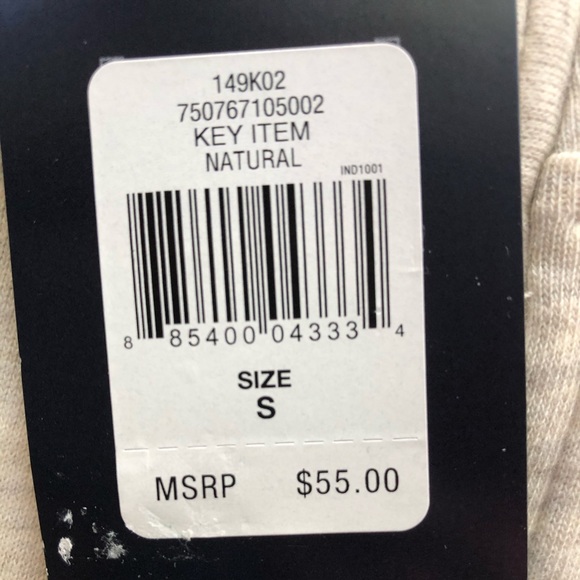 149K02
750767105002
KEY ITEM
NATURAL
IND1001
8 85400 04333 4
SIZE
S
MSRP $55.00